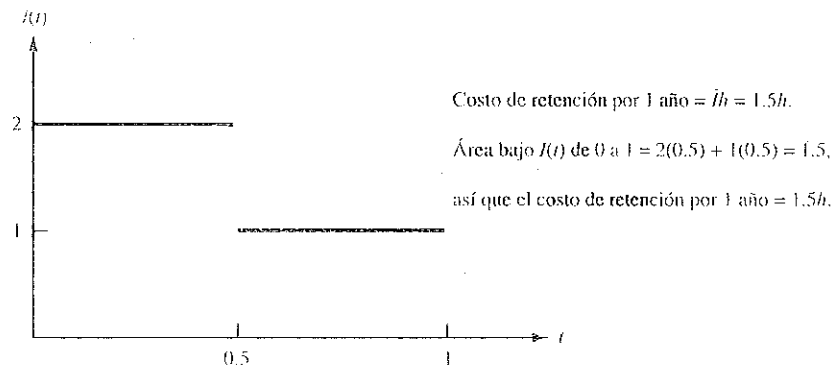 I(t)
Costo de retención por 1 año = Īh = 1.5h.
2
Área bajo I(t) de 0 a 1 = 2(0.5) + 1(0.5) = 1.5,
así que el costo de retención por 1 año = 1.5h.
1
0.5
1
t